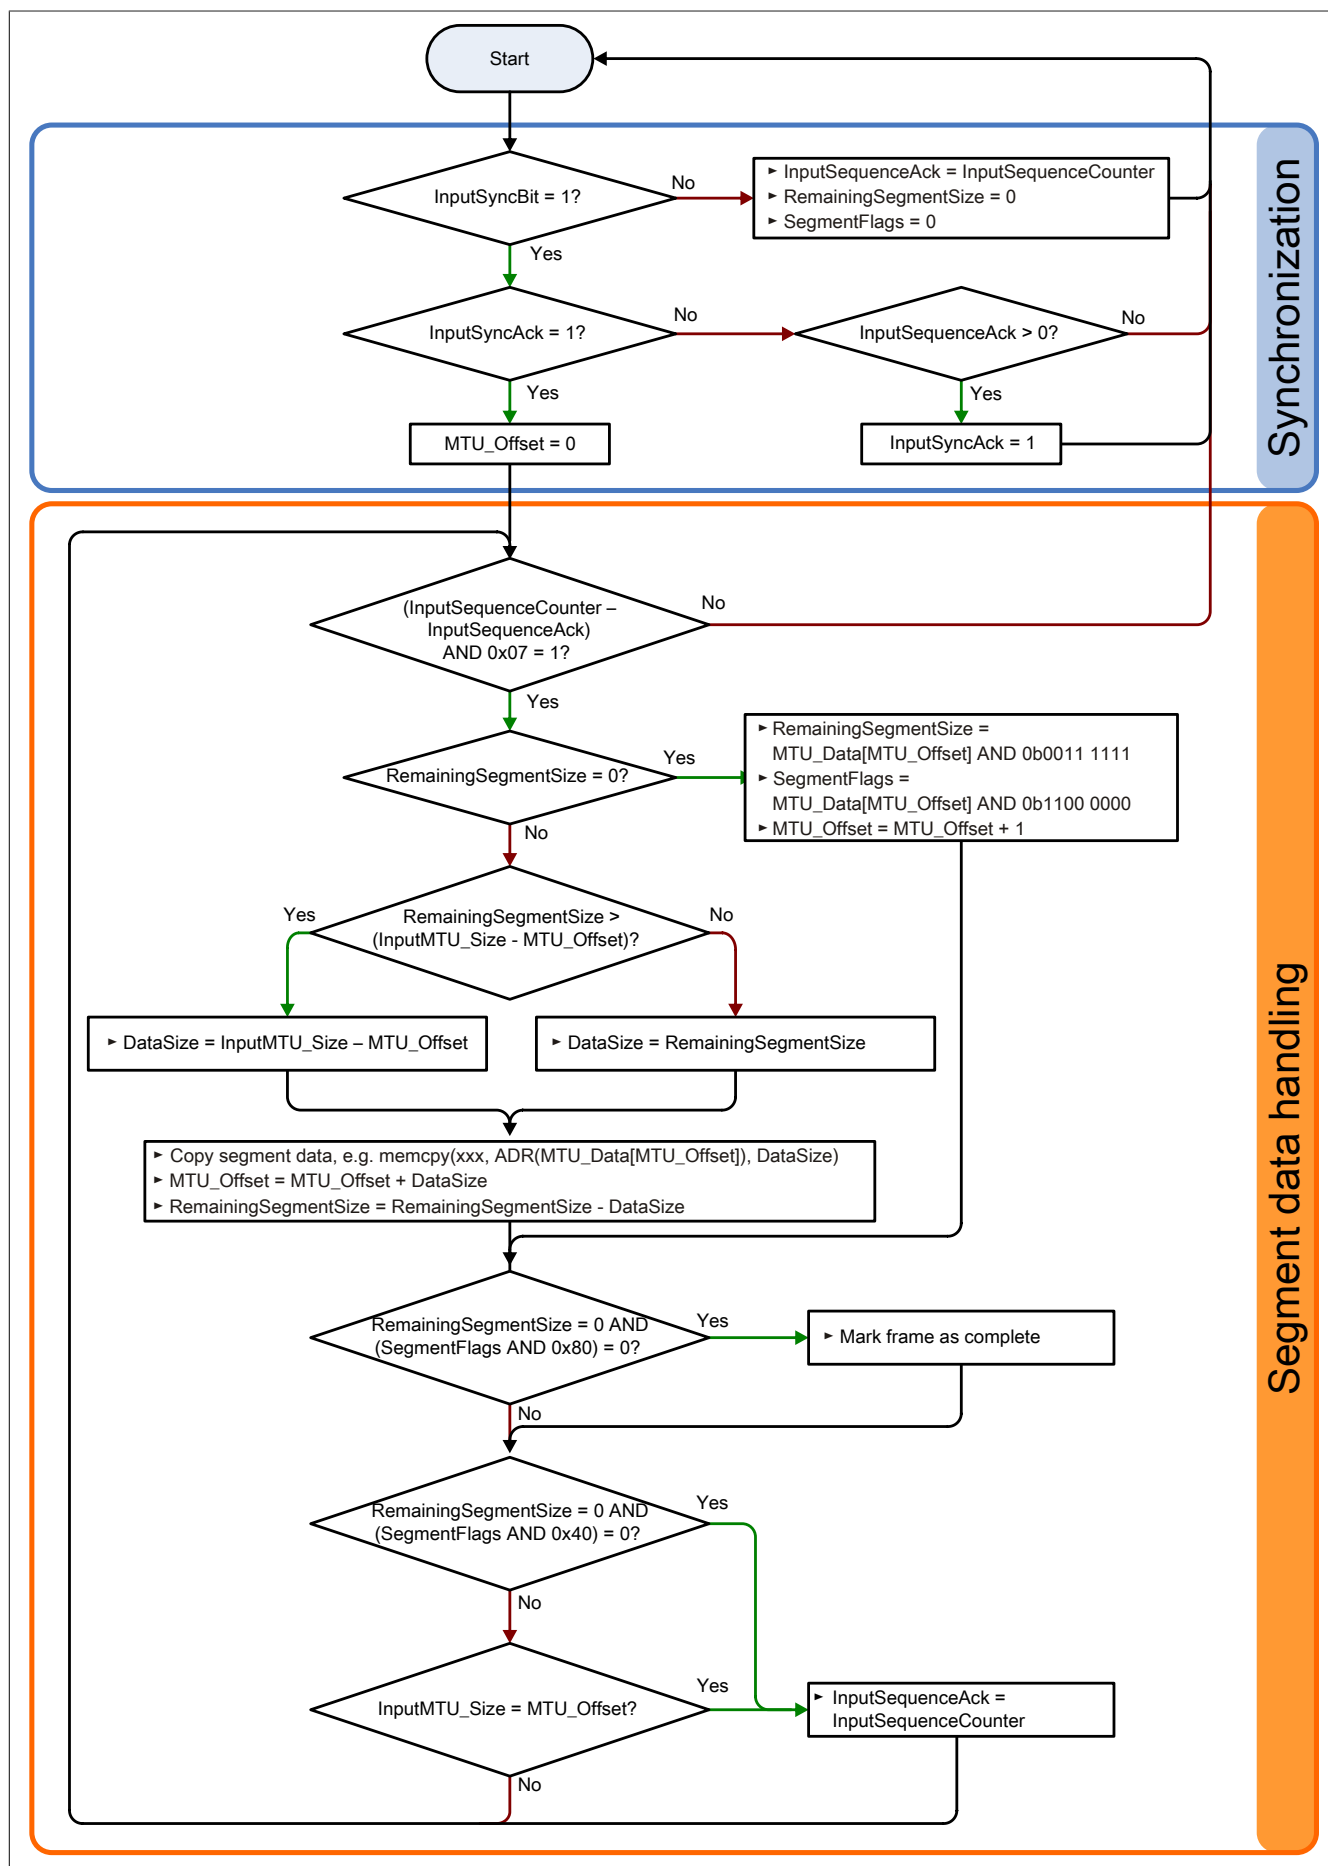 Start
InputSyncBit = 1?
No
► InputSequenceAck = InputSequenceCounter
► RemainingSegmentSize = 0
► SegmentFlags = 0
Yes
InputSyncAck = 1?
No
InputSequenceAck > 0?
No
Yes
Yes
MTU_Offset = 0
InputSyncAck = 1
Synchronization
(InputSequenceCounter –
InputSequenceAck)
AND 0x07 = 1?
No
Yes
RemainingSegmentSize = 0?
Yes
► RemainingSegmentSize =
MTU_Data[MTU_Offset] AND 0b0011 1111
► SegmentFlags =
MTU_Data[MTU_Offset] AND 0b1100 0000
► MTU_Offset = MTU_Offset + 1
No
RemainingSegmentSize >
(InputMTU_Size - MTU_Offset)?
Yes
No
► DataSize = InputMTU_Size – MTU_Offset
► DataSize = RemainingSegmentSize
► Copy segment data, e.g. memcpy(xxx, ADR(MTU_Data[MTU_Offset]), DataSize)
► MTU_Offset = MTU_Offset + DataSize
► RemainingSegmentSize = RemainingSegmentSize - DataSize
RemainingSegmentSize = 0 AND
(SegmentFlags AND 0x80) = 0?
Yes
► Mark frame as complete
No
RemainingSegmentSize = 0 AND
(SegmentFlags AND 0x40) = 0?
Yes
No
InputMTU_Size = MTU_Offset?
Yes
► InputSequenceAck =
InputSequenceCounter
No
Segment data handling